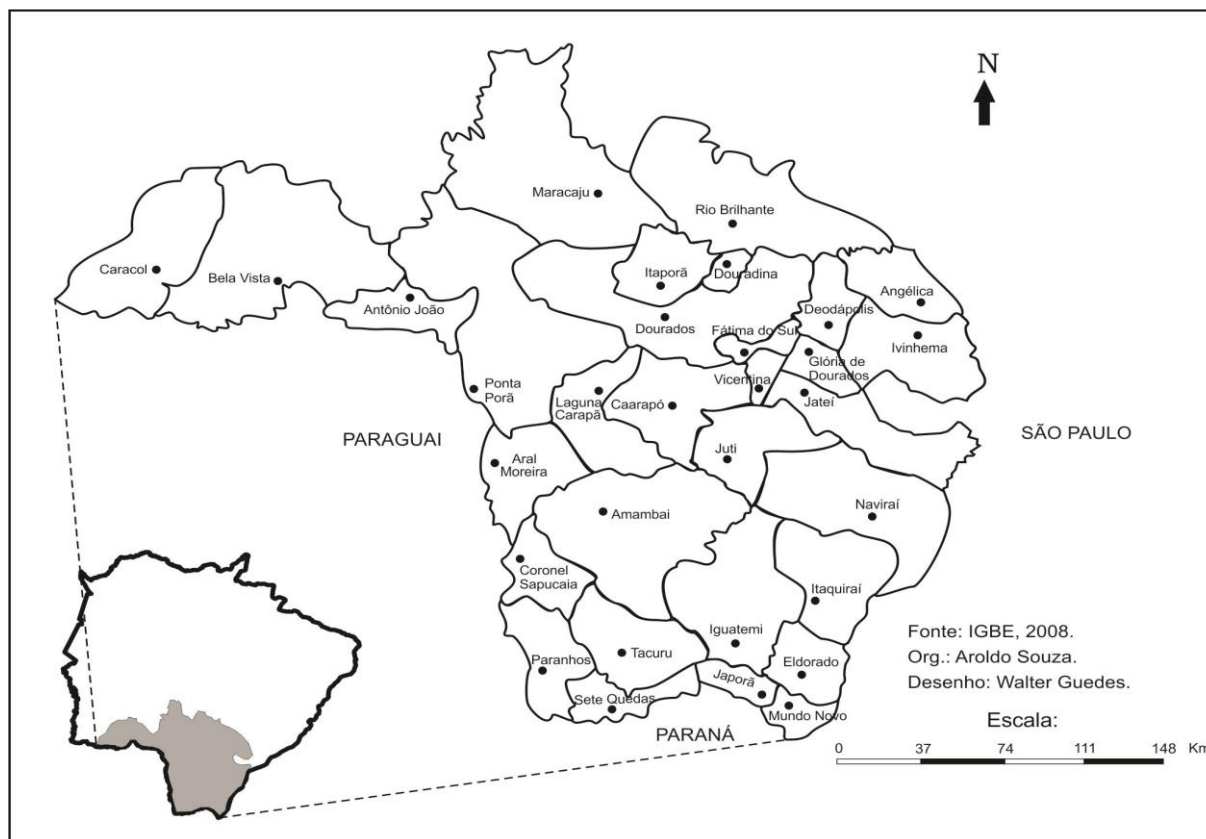 N
Maracaju
Rio Brilhante
Caracol
Bela Vista
Itaporã
Douradina
Antônio João
Angélica
Deodápolis
Dourados
Fátima do Sul
Ivinhema
Glória de
Dourados
Vicentina
Ponta
Porã
Laguna
Carapã
Caarapó
Jateí
PARAGUAI
SÃO PAULO
Aral
Moreira
Juti
Naviraí
Amambai
Coronel
Sapucaia
Itaquiraí
Iguatemi
Fonte: IGBE, 2008.
Paranhos
Tacuru
Eldorado
Org.: Aroldo Souza.
Japorã
Desenho: Walter Guedes.
Sete Quedas
Mundo Novo
PARANÁ
Escala:
0 37 74 111 148 Km